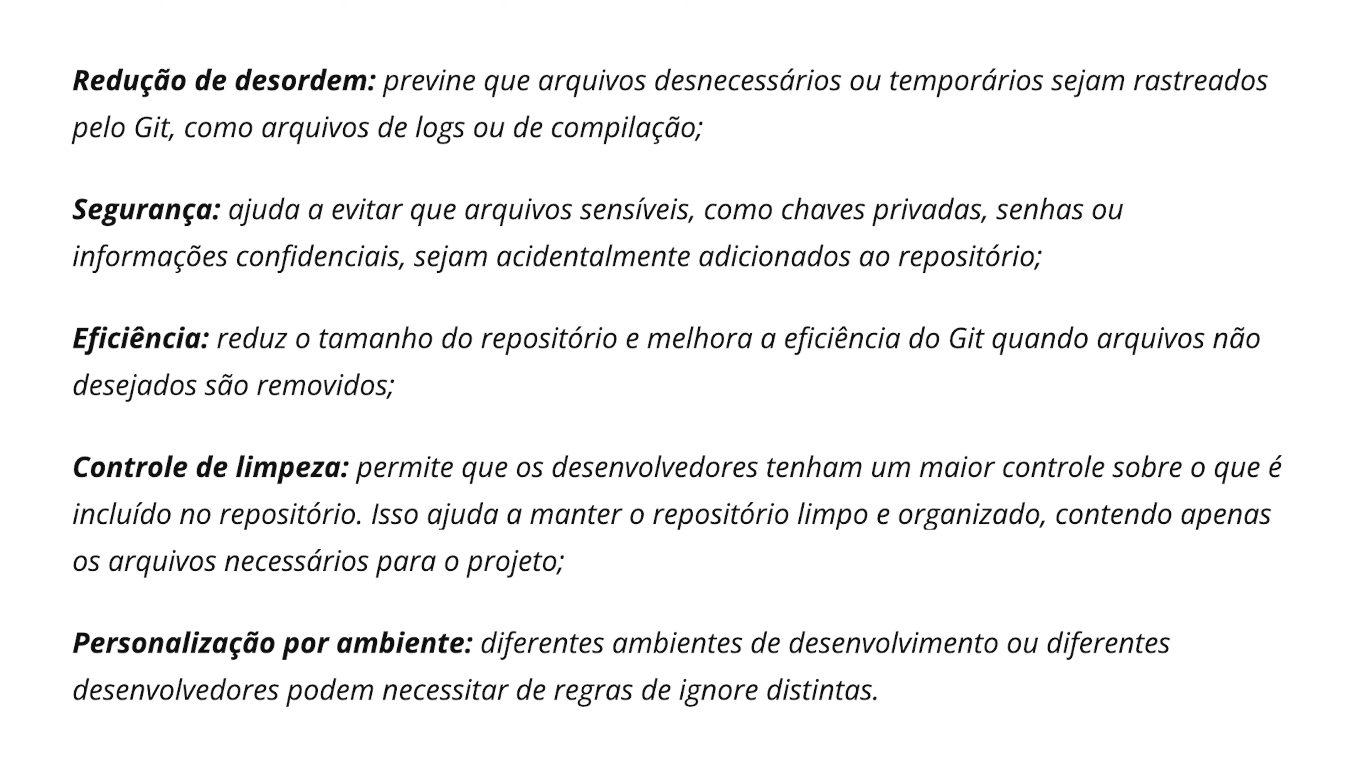 Redução de desordem: previne que arquivos desnecessários ou temporários sejam rastreados
pelo Git, como arquivos de logs ou de compilação;
Segurança: ajuda a evitar que arquivos sensíveis, como chaves privadas, senhas ou
informações confidenciais, sejam acidentalmente adicionados ao repositório;
Eficiência: reduz o tamanho do repositório e melhora a eficiência do Git quando arquivos não
desejados são removidos;
Controle de limpeza: permite que os desenvolvedores tenham um maior controle sobre o que é
incluído no repositório. Isso ajuda a manter o repositório limpo e organizado, contendo apenas
os arquivos necessários para o projeto;
Personalização por ambiente: diferentes ambientes de desenvolvimento ou diferentes
desenvolvedores podem necessitar de regras de ignore distintas.